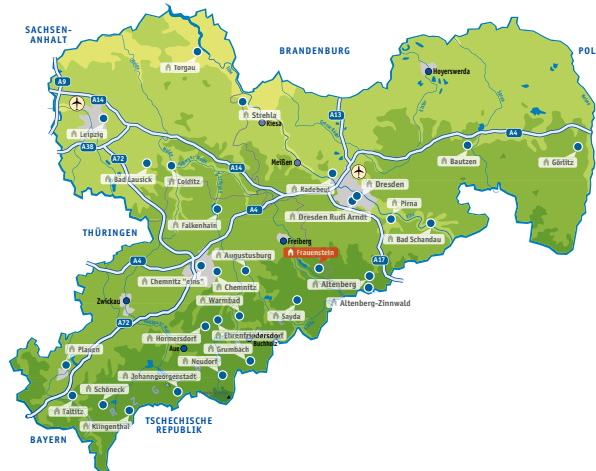 SACHSEN-
ANHALT
BRANDENBURG
POL
Torgau
Hoyerswerda
A9
A14
Strehla
Riesa
A13
Leipzig
A38
A72
A4
Bautzen
Görlitz
Meißen
A14
Bad Lausick
Colditz
Radebeul
Dresden
Pirna
A4
Dresden Rudi Arndt
Falkenhain
Bad Schandau
THÜRINGEN
Freiberg
Augustusburg
Frauenstein
A4
A17
Chemnitz "eins"
Chemnitz
Altenberg
Zwickau
Warmbad
Altenberg-Zinnwald
Sayda
A72
Hormersdorf
Ehrenfriedersdorf
Buchholz
Aue
Grumbach
Plauen
Neudorf
Johanngeorgenstadt
Schöneck
Taltitz
Klingenthal
TSCHECHISCHE
REPUBLIK
BAYERN